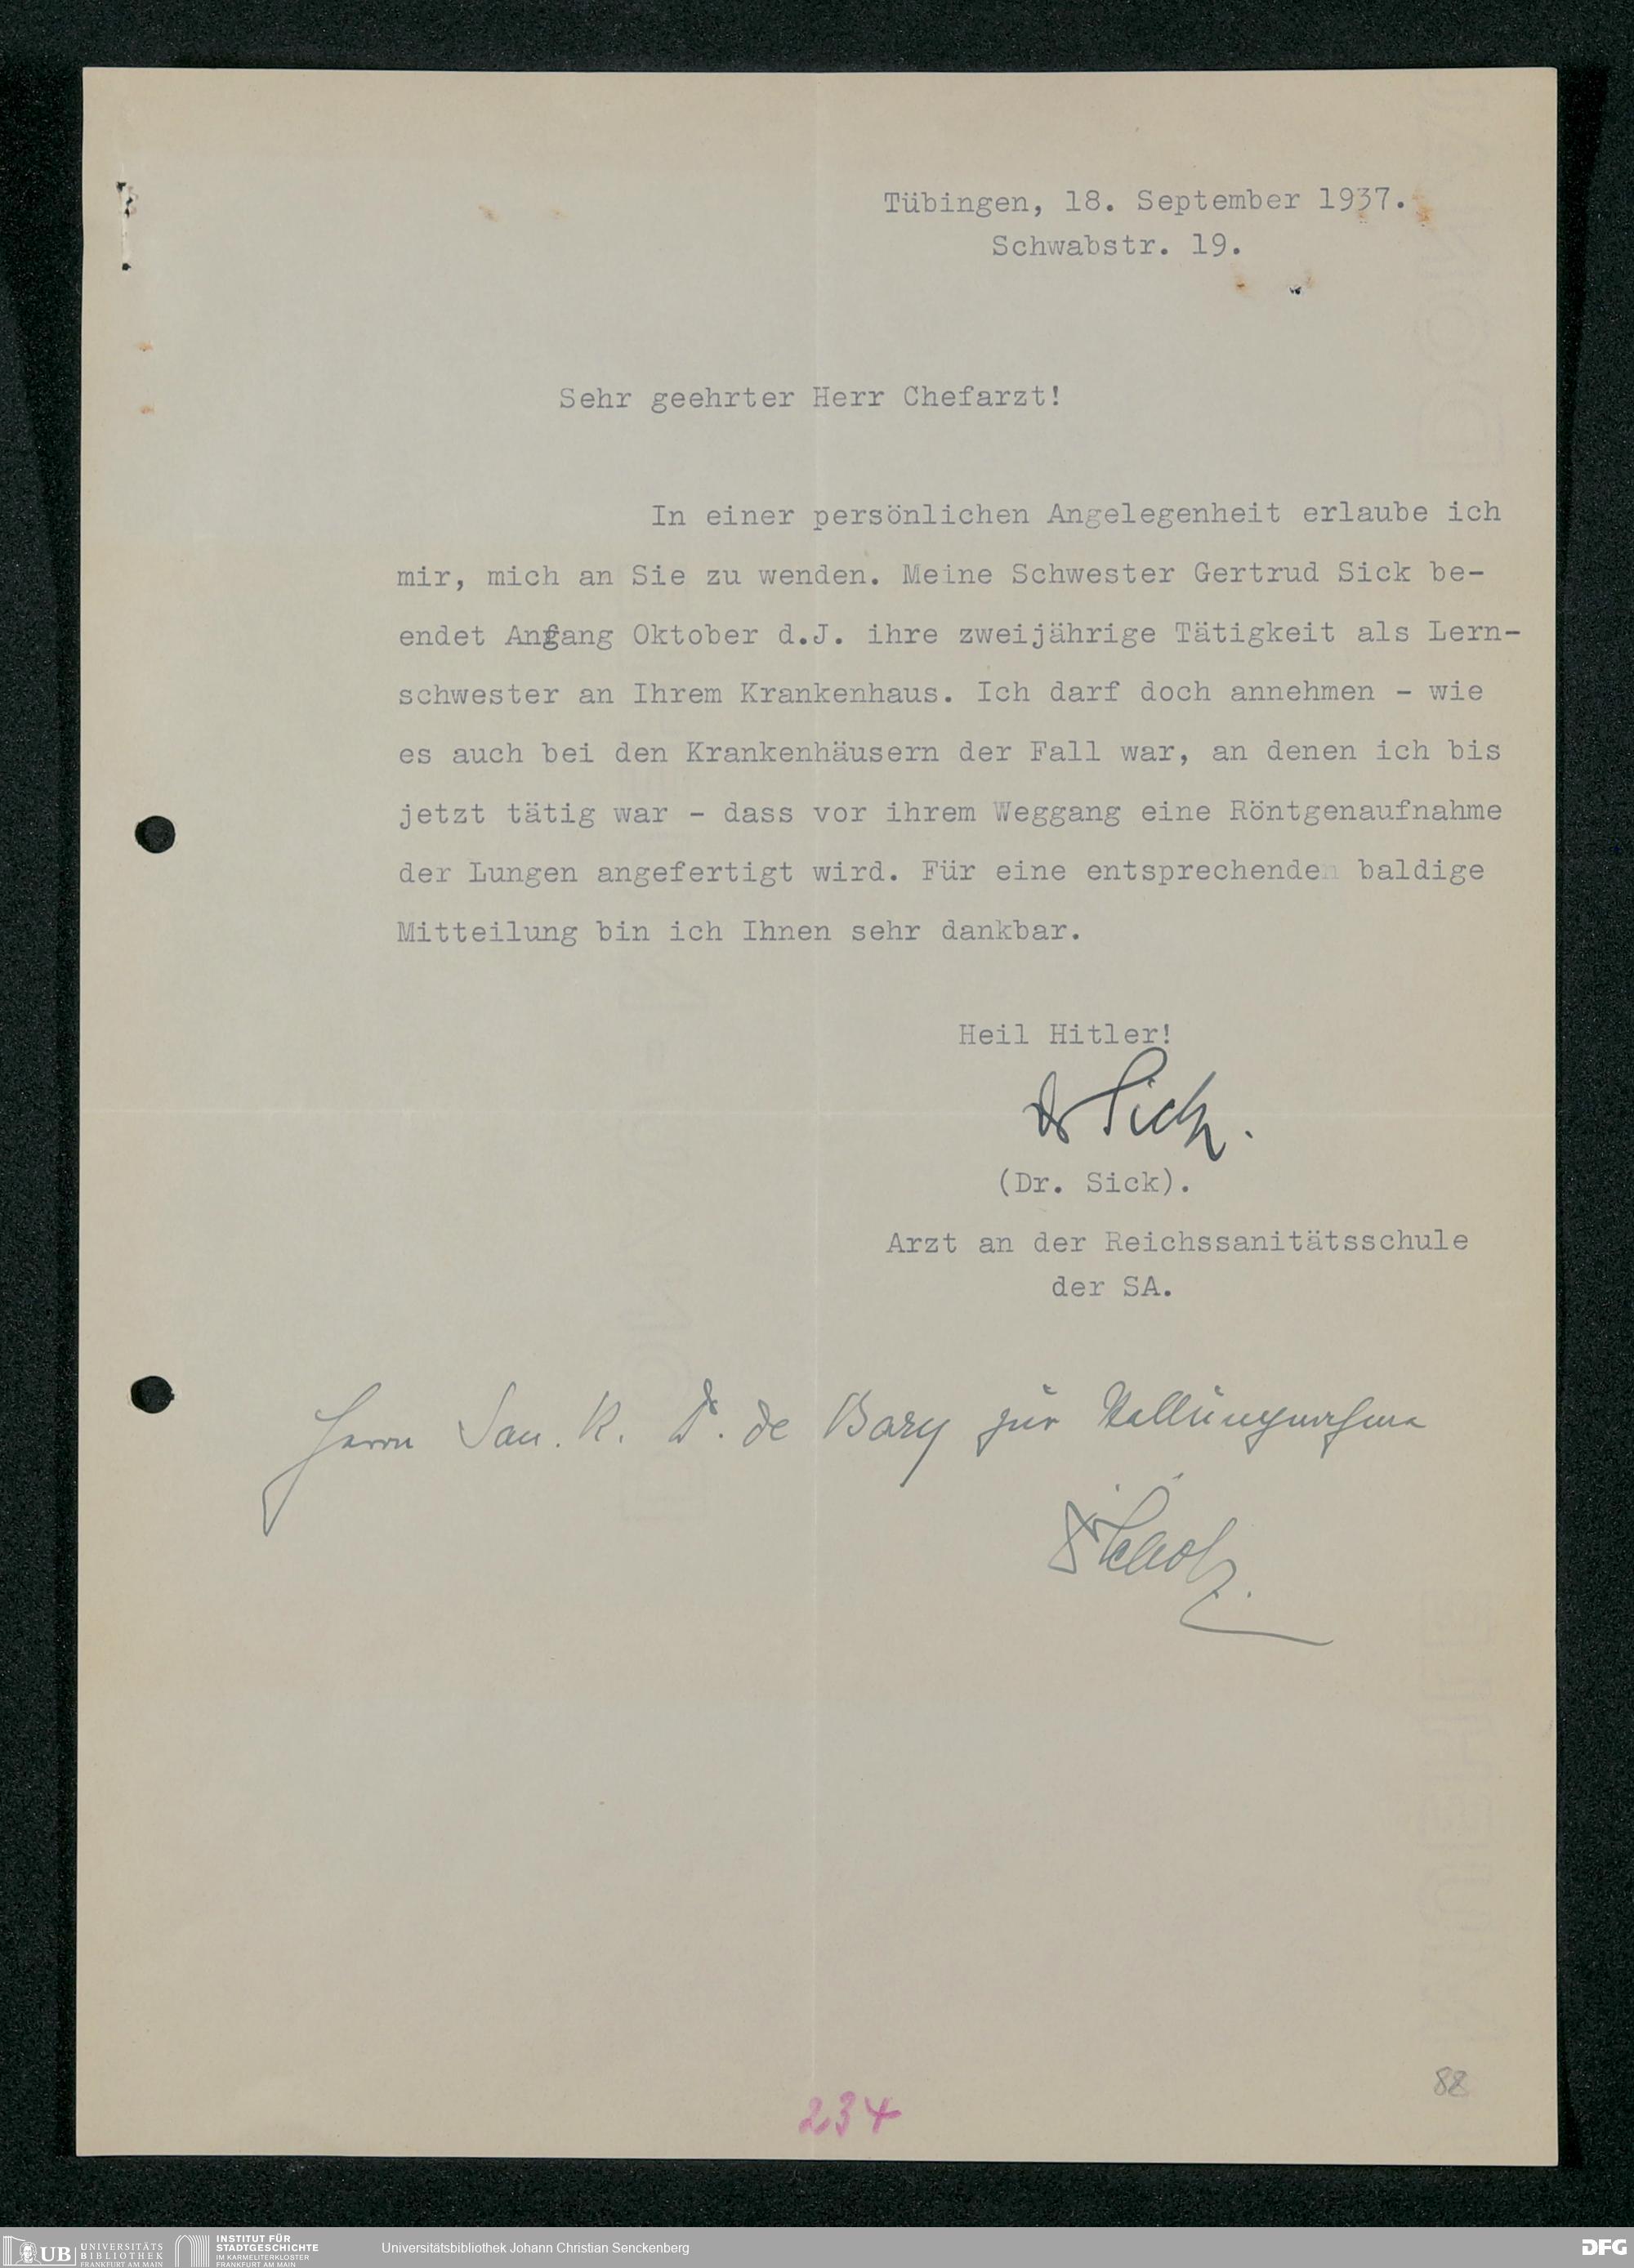 Tübingen, 18. September 1937.
Schwabstr. 19.
Sehr geehrter Herr Chefarzt!
In einer persönlichen Angelegenheit erlaube ich
mir, mich an Sie zu wenden. Meine Schwester Gertrud Sick be-
endet Anfang Oktober d.J. ihre zweijährige Tätigkeit als Lern-
schwester an Ihrem Krankenhaus. Ich darf doch annehmen - wie
es auch bei den Krankenhäusern der Fall war, an denen ich bis
jetzt tätig war - dass vor ihrem Weggang eine Röntgenaufnahme
der Lungen angefertigt wird. Für eine entsprechende baldige
Mitteilung bin ich Ihnen sehr dankbar.
Heil Hitler!
Dr Sick.
(Dr. Sick).
Arzt an der Reichssanitätsschule
der SA.
Herrn San. R. Dr. de Bary zur Stellungnahme
234
88
UB UNIVERSITÄTS
BIBLIOTHEK
FRANKFURT AM MAIN
INSTITUT FÜR
STADTGESCHICHTE
IM KARMELITERKLOSTER
FRANKFURT AM MAIN
Universitätsbibliothek Johann Christian Senckenberg
DFG